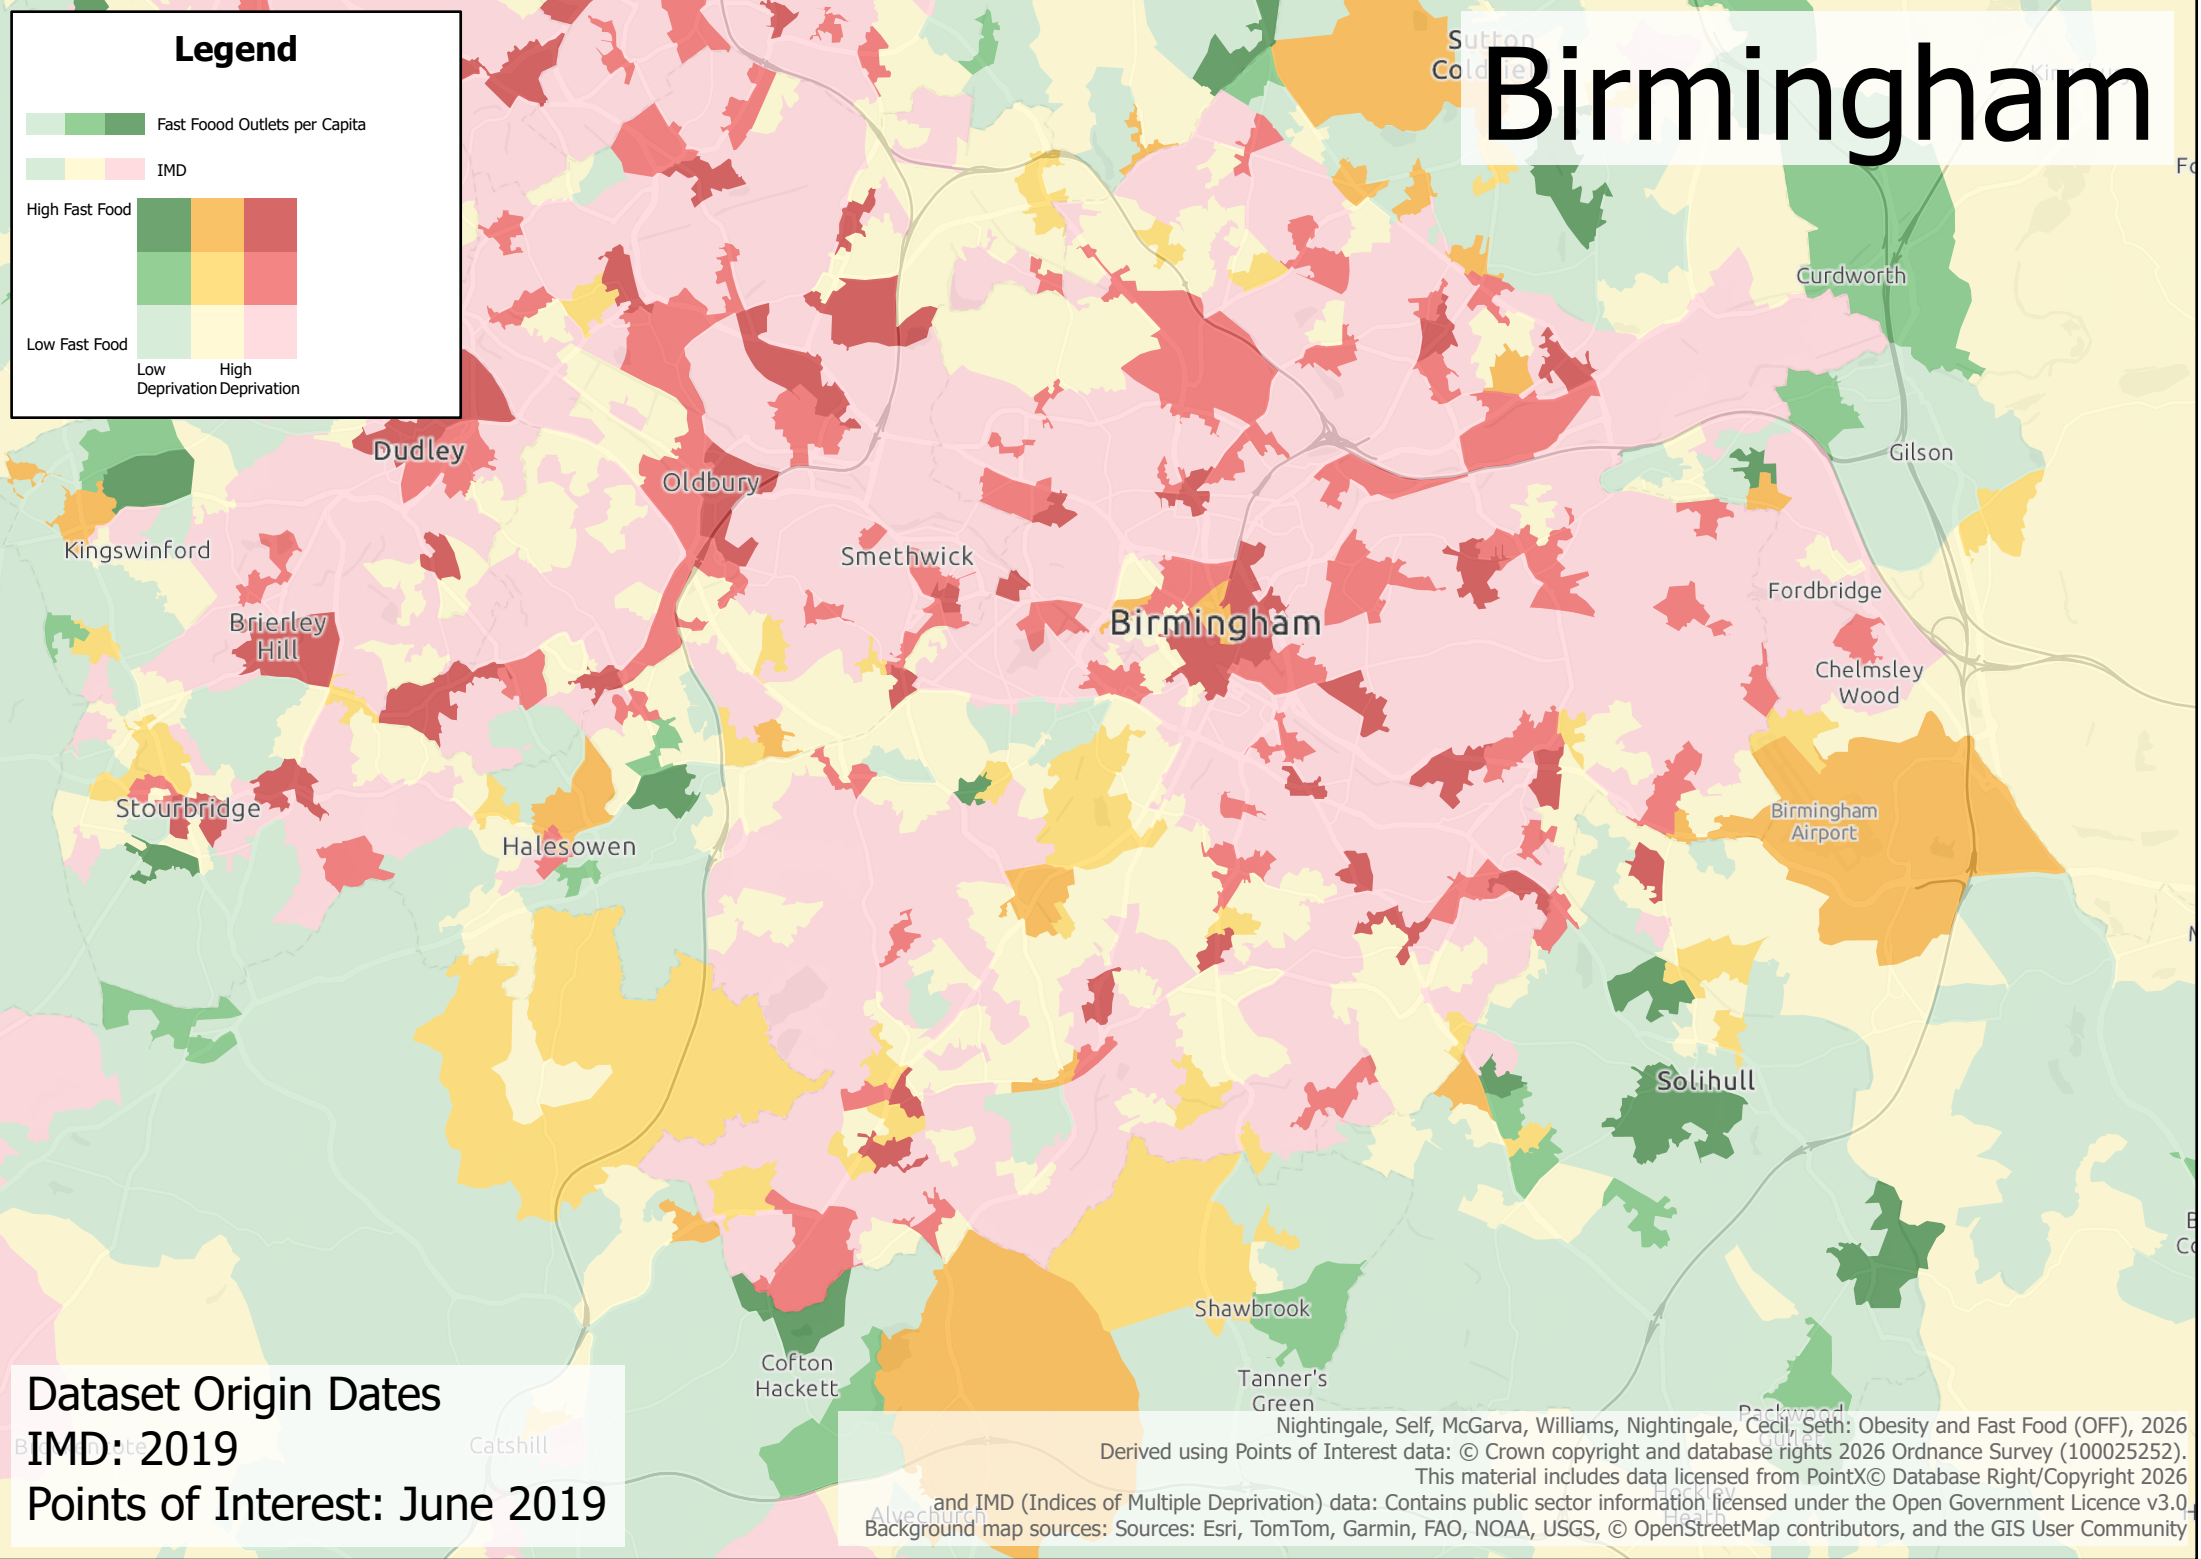 Legend
Fast Foood Outlets per Capita
IMD
High Fast Food
Low Fast Food
Low
Deprivation
High
Deprivation
Birmingham
Sutton
Coldfield
Curdworth
Gilson
Dudley
Oldbury
Kingswinford
Smethwick
Fordbridge
Brierley
Hill
Birmingham
Chelmsley
Wood
Stourbridge
Halesowen
Birmingham
Airport
Solihull
Shawbrook
Cofton
Hackett
Tanner's
Green
Packwood
Gullet
Catshill
Alvechurch
Hockley
Heath
Dataset Origin Dates
IMD: 2019
Points of Interest: June 2019
Nightingale, Self, McGarva, Williams, Nightingale, Cecil, Seth: Obesity and Fast Food (OFF), 2026
Derived using Points of Interest data: © Crown copyright and database rights 2026 Ordnance Survey (100025252).
This material includes data licensed from PointX© Database Right/Copyright 2026
and IMD (Indices of Multiple Deprivation) data: Contains public sector information licensed under the Open Government Licence v3.0
Background map sources: Sources: Esri, TomTom, Garmin, FAO, NOAA, USGS, © OpenStreetMap contributors, and the GIS User Community